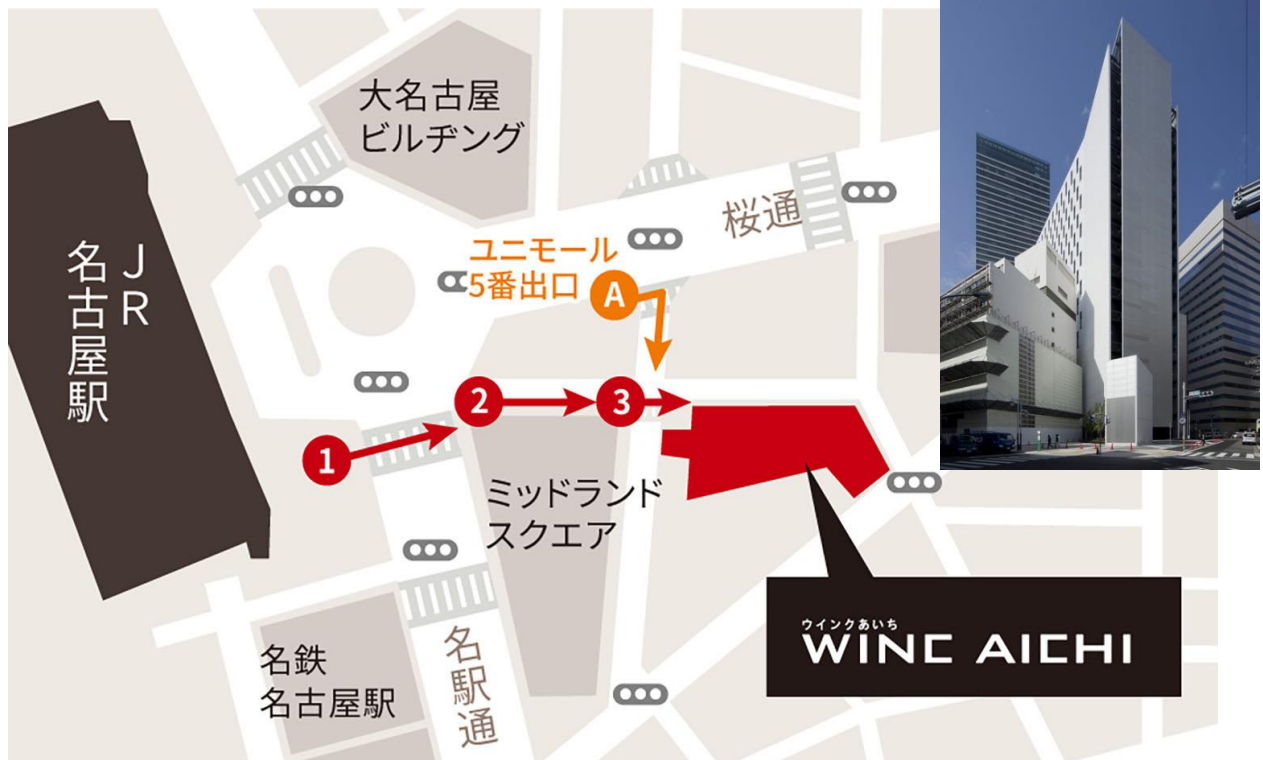 大名古屋
ビルヂング
桜通
ユニモール
5番出口
A
JR
名古屋駅
2
3
1
ミッドランド
スクエア
ウインクあいち
WINC AICHI
名鉄
名古屋駅
名駅通